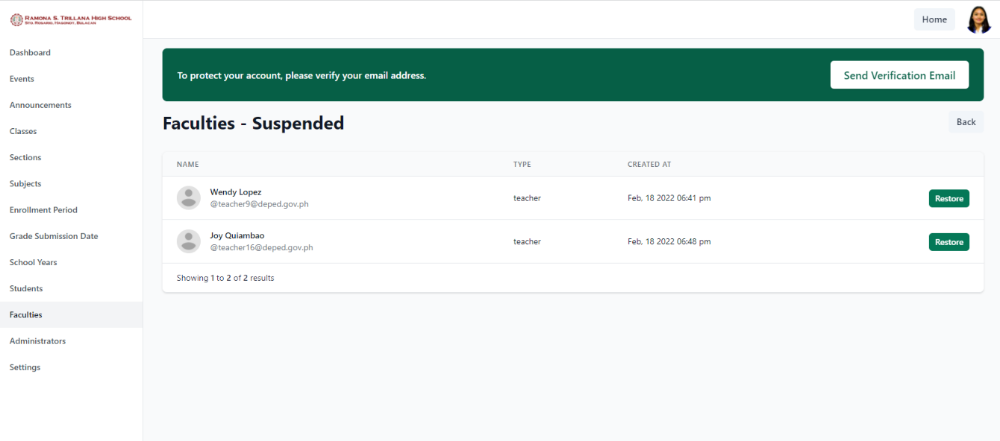 RAMONA S. TRILLANA HIGH SCHOOL
STO. ROSARIO, HAGONOY, BULACAN
Home
Dashboard
Events
Announcements
Classes
Sections
Subjects
Enrollment Period
Grade Submission Date
School Years
Students
Faculties
Administrators
Settings
To protect your account, please verify your email address.
Send Verification Email
Faculties - Suspended
Back
NAME TYPE CREATED AT
Wendy Lopez
@teacher9@deped.gov.ph
teacher
Feb, 18 2022 06:41 pm
Restore
Joy Quiambao
@teacher16@deped.gov.ph
teacher
Feb, 18 2022 06:48 pm
Restore
Showing 1 to 2 of 2 results